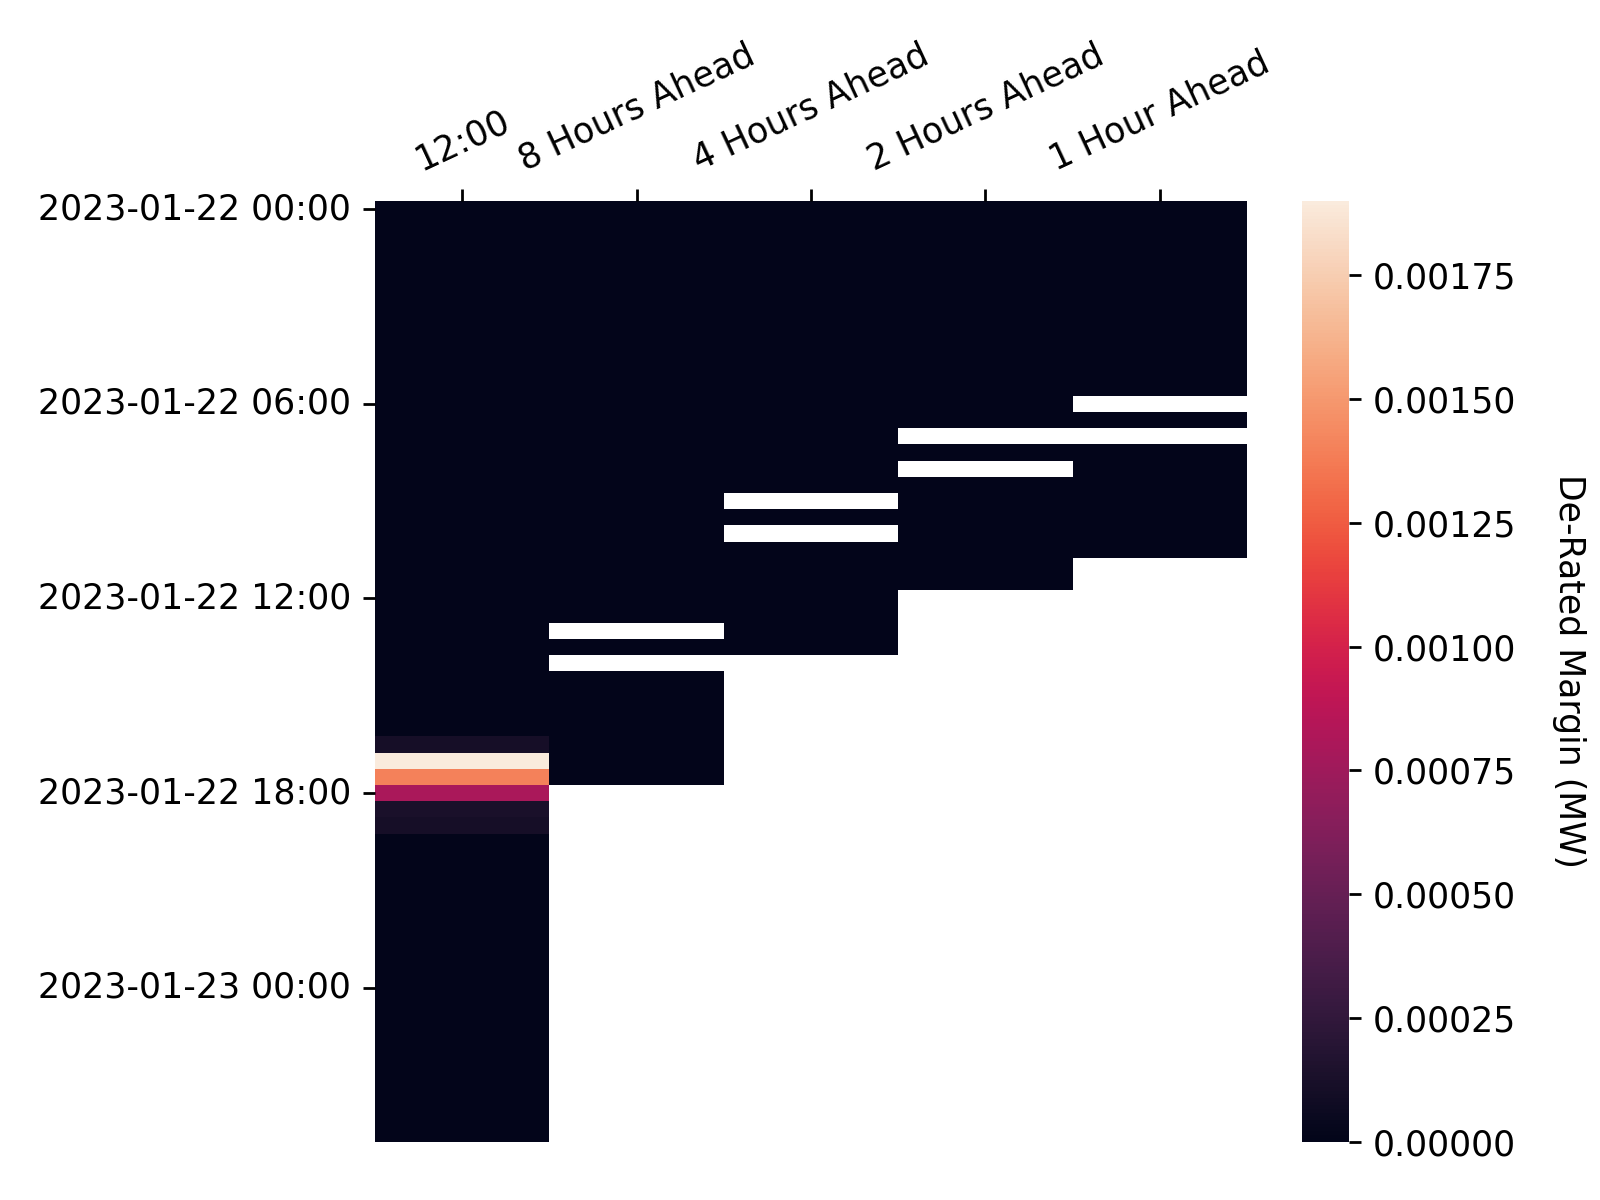 12:00
8 Hours Ahead
4 Hours Ahead
2 Hours Ahead
1 Hour Ahead
2023-01-22 00:00
2023-01-22 06:00
2023-01-22 12:00
2023-01-22 18:00
2023-01-23 00:00
0.00175
0.00150
0.00125
0.00100
0.00075
0.00050
0.00025
0.00000
De-Rated Margin (MW)